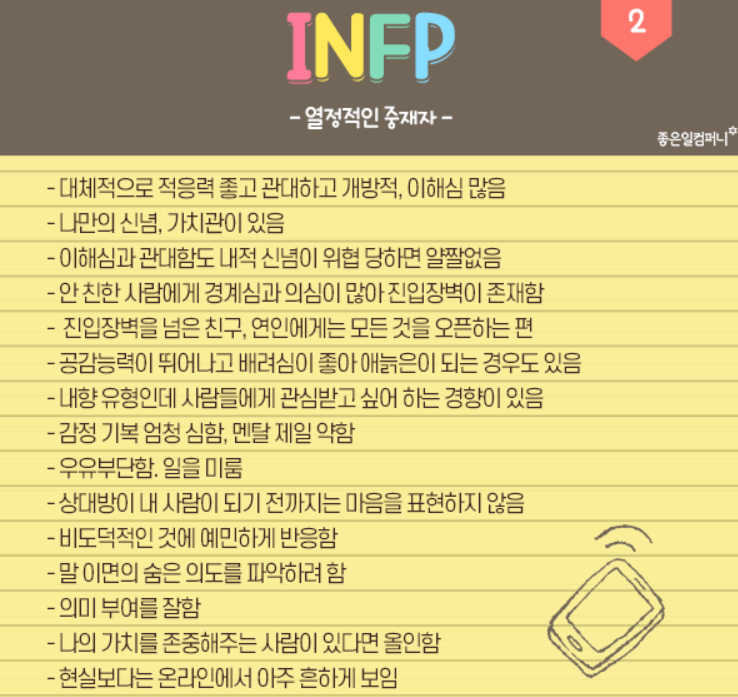 INFP
2
- 열정적인 중재자 -
좋은일컴퍼니
- 대체적으로 적응력 좋고 관대하고 개방적, 이해심 많음
- 나만의 신념, 가치관이 있음
- 이해심과 관대함도 내적 신념이 위협 당하면 얄짤없음
- 안 친한 사람에게 경계심과 의심이 많아 진입장벽이 존재함
- 진입장벽을 넘은 친구, 연인에게는 모든 것을 오픈하는 편
- 공감능력이 뛰어나고 배려심이 좋아 애늙은이 되는 경우도 있음
- 내향 유형인데 사람들에게 관심받고 싶어 하는 경향이 있음
- 감정 기복 엄청 심함, 멘탈 제일 약함
- 우유부단함. 일을 미룸
- 상대방이 내 사람이 되기 전까지는 마음을 표현하지 않음
- 비도덕적인 것에 예민하게 반응함
- 말 이면의 숨은 의도를 파악하려 함
- 의미 부여를 잘함
- 나의 가치를 존중해주는 사람이 있다면 올인함
- 현실보다는 온라인에서 아주 흔하게 보임